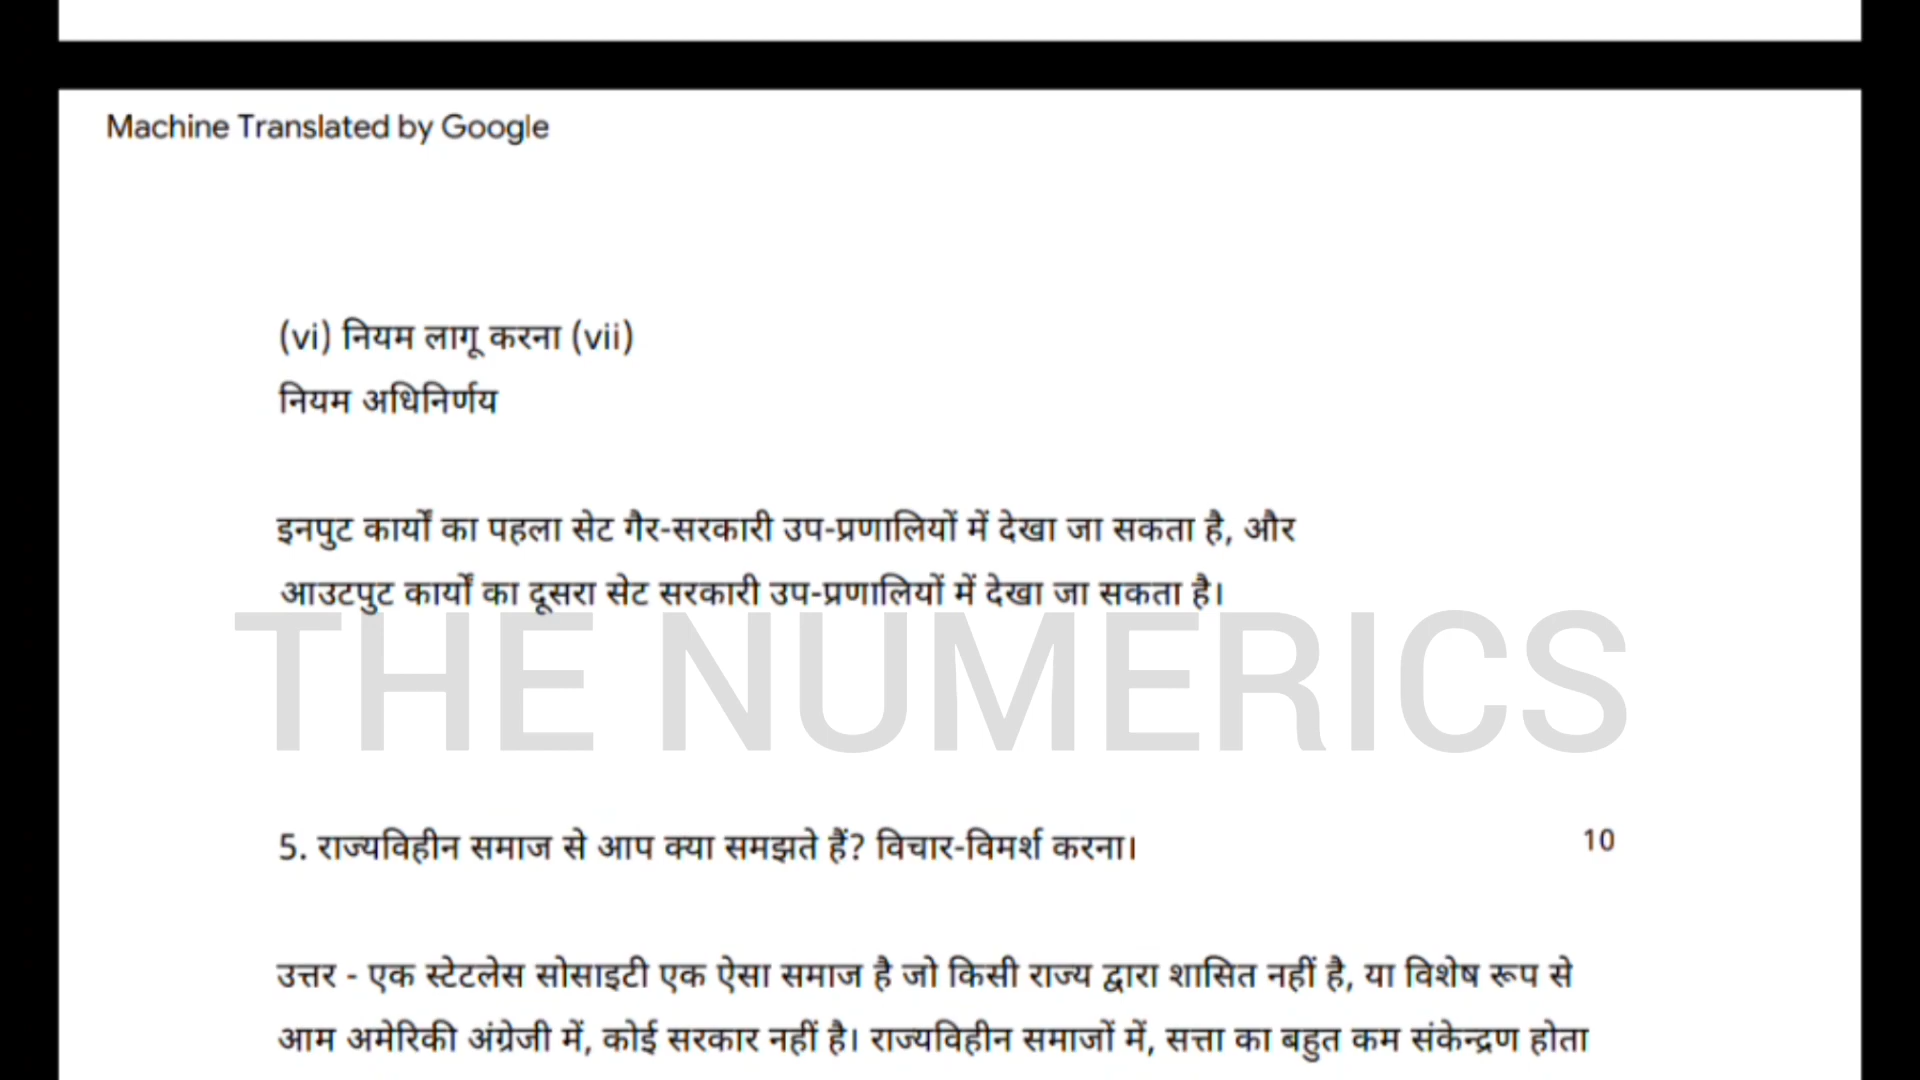 Machine Translated by Google
(vi) नियम लागू करना (vii)
नियम अधिनिर्णय
इनपुट कार्यों का पहला सेट गैर-सरकारी उप-प्रणालियों में देखा जा सकता है, और
आउटपुट कार्यों का दूसरा सेट सरकारी उप-प्रणालियों में देखा जा सकता है।
THE NUMERICS
5. राज्यविहीन समाज से आप क्या समझते हैं? विचार-विमर्श करना। 10
उत्तर - एक स्टेटलेस सोसाइटी एक ऐसा समाज है जो किसी राज्य द्वारा शासित नहीं है, या विशेष रूप से
आम अमेरिकी अंग्रेजी में, कोई सरकार नहीं है। राज्यविहीन समाजों में, सत्ता का बहुत कम संकेन्द्रण होता